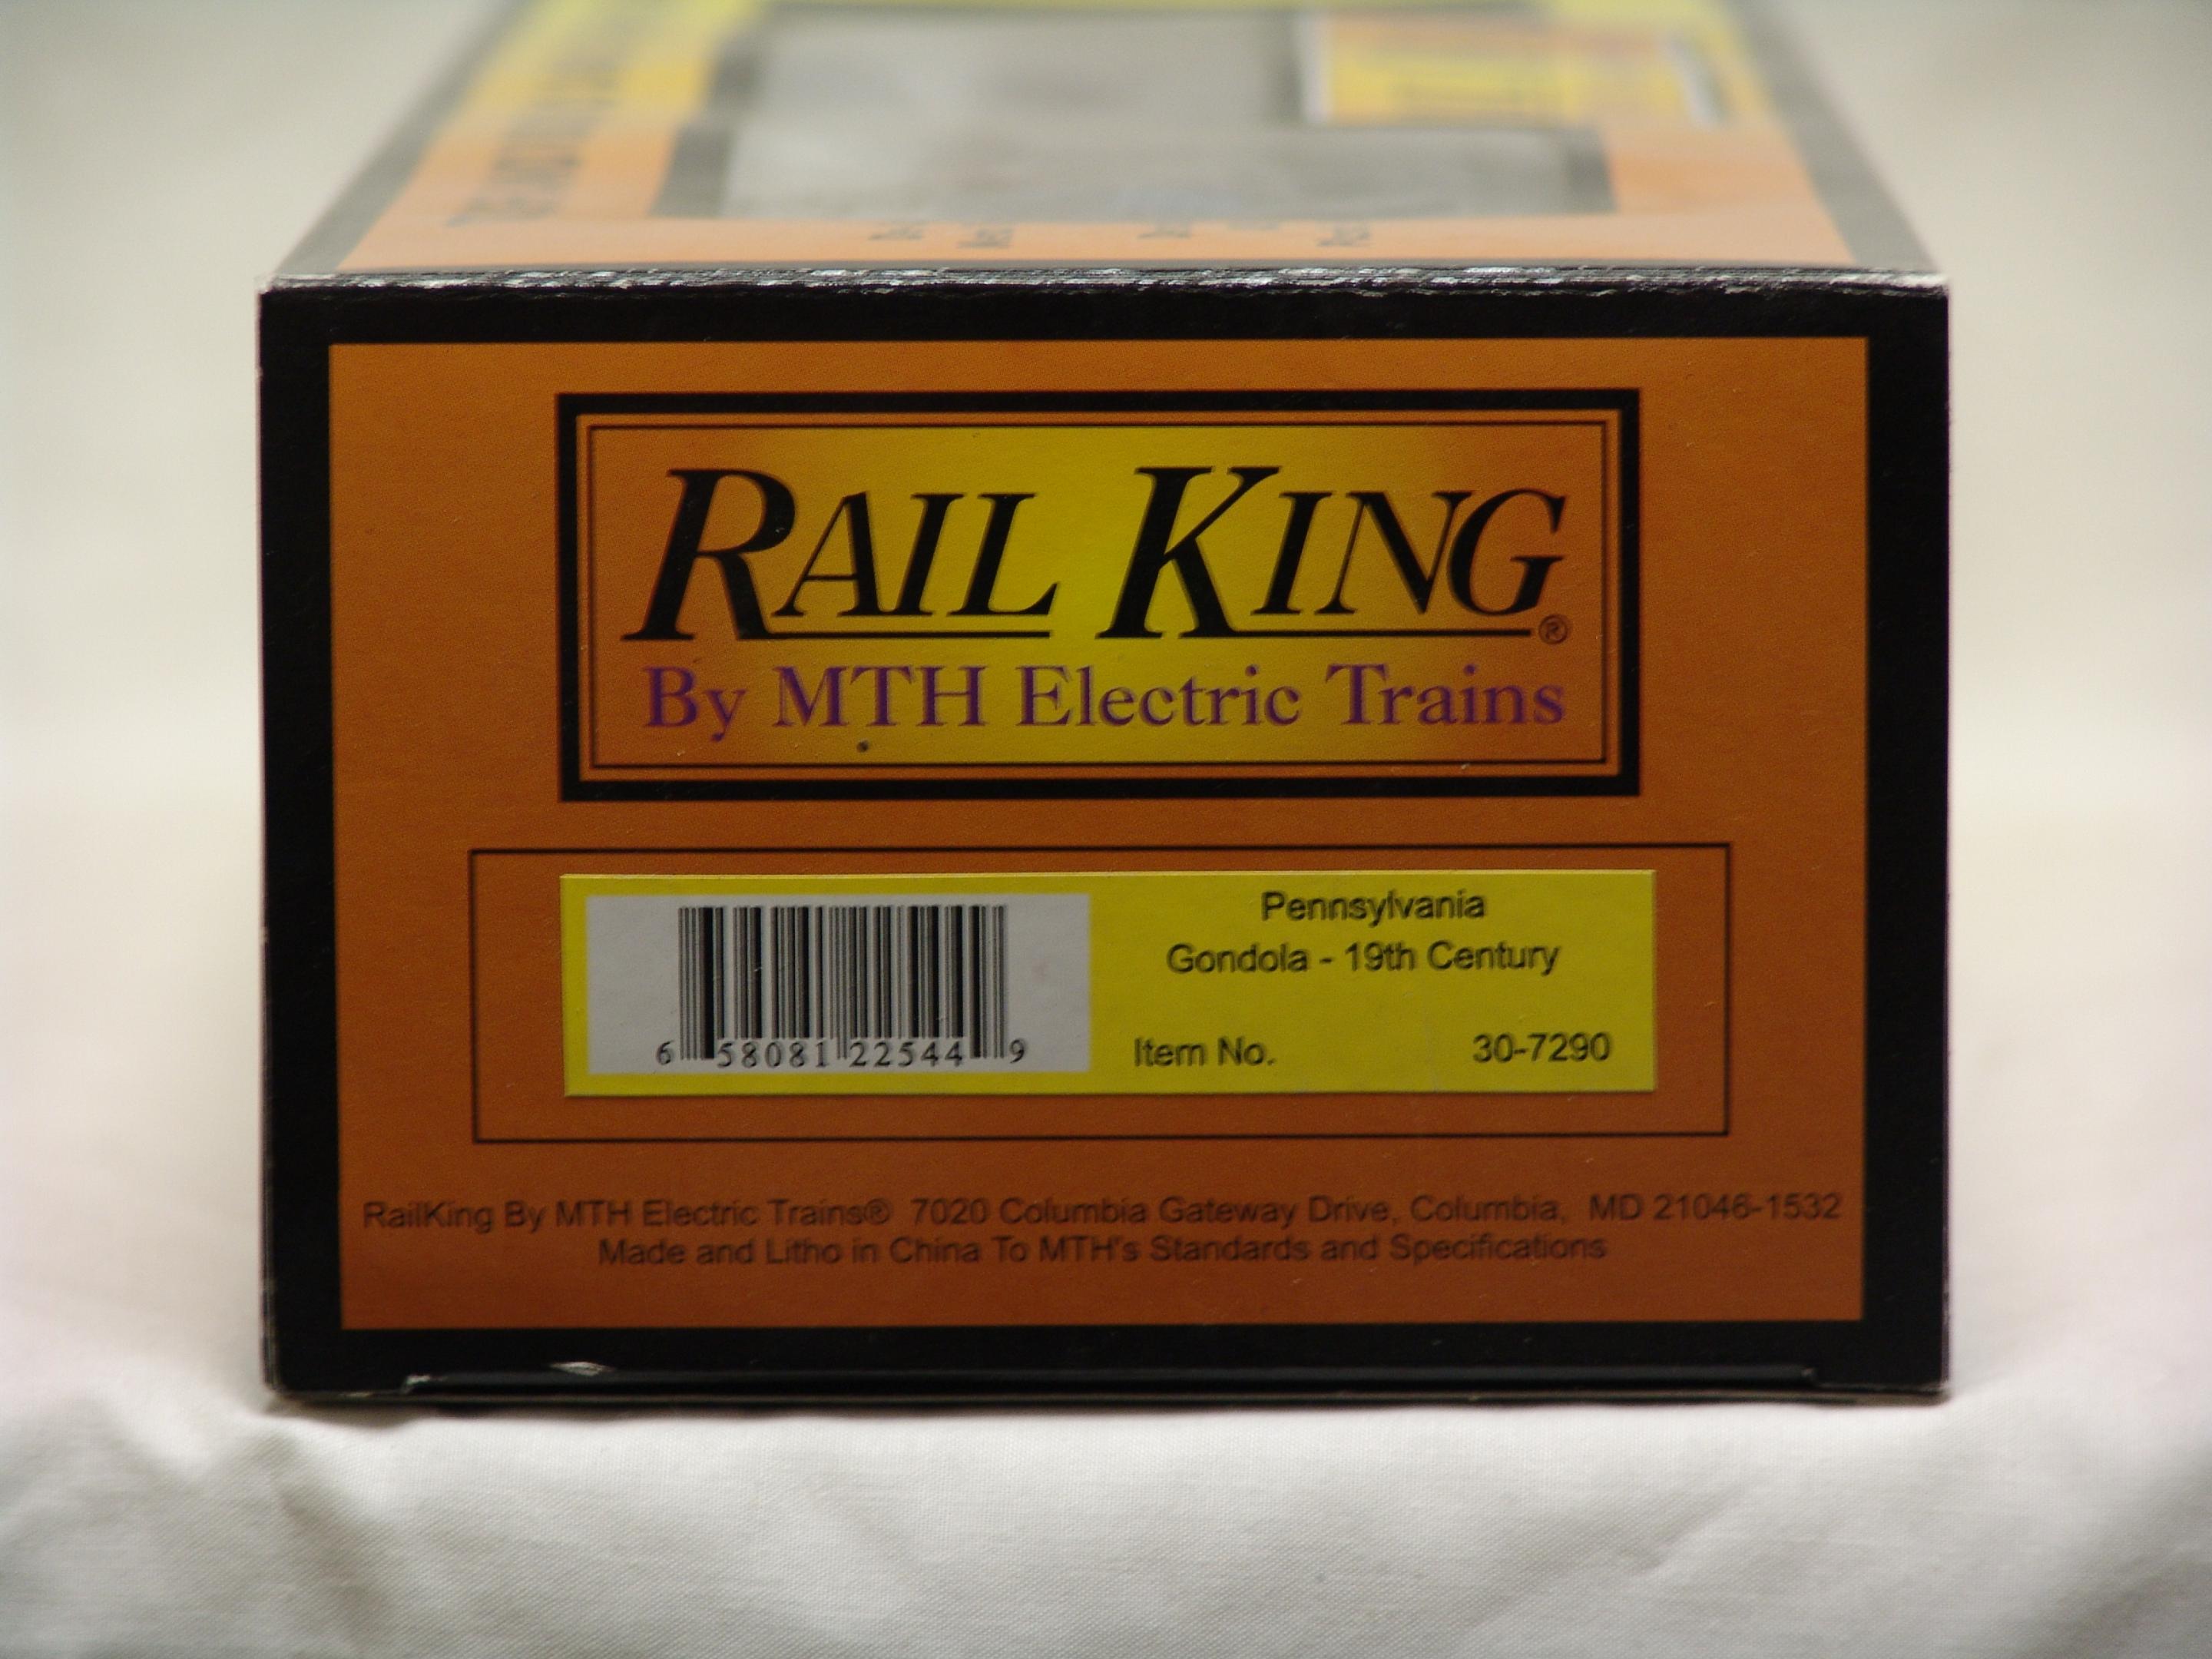 RAIL KING®
By MTH Electric Trains
Pennsylvania
Gondola - 19th Century
6 58081 22544 9
Item No. 30-7290
RailKing By MTH Electric Trains® 7020 Columbia Gateway Drive, Columbia, MD 21046-1532
Made and Litho in China To MTH's Standards and Specifications